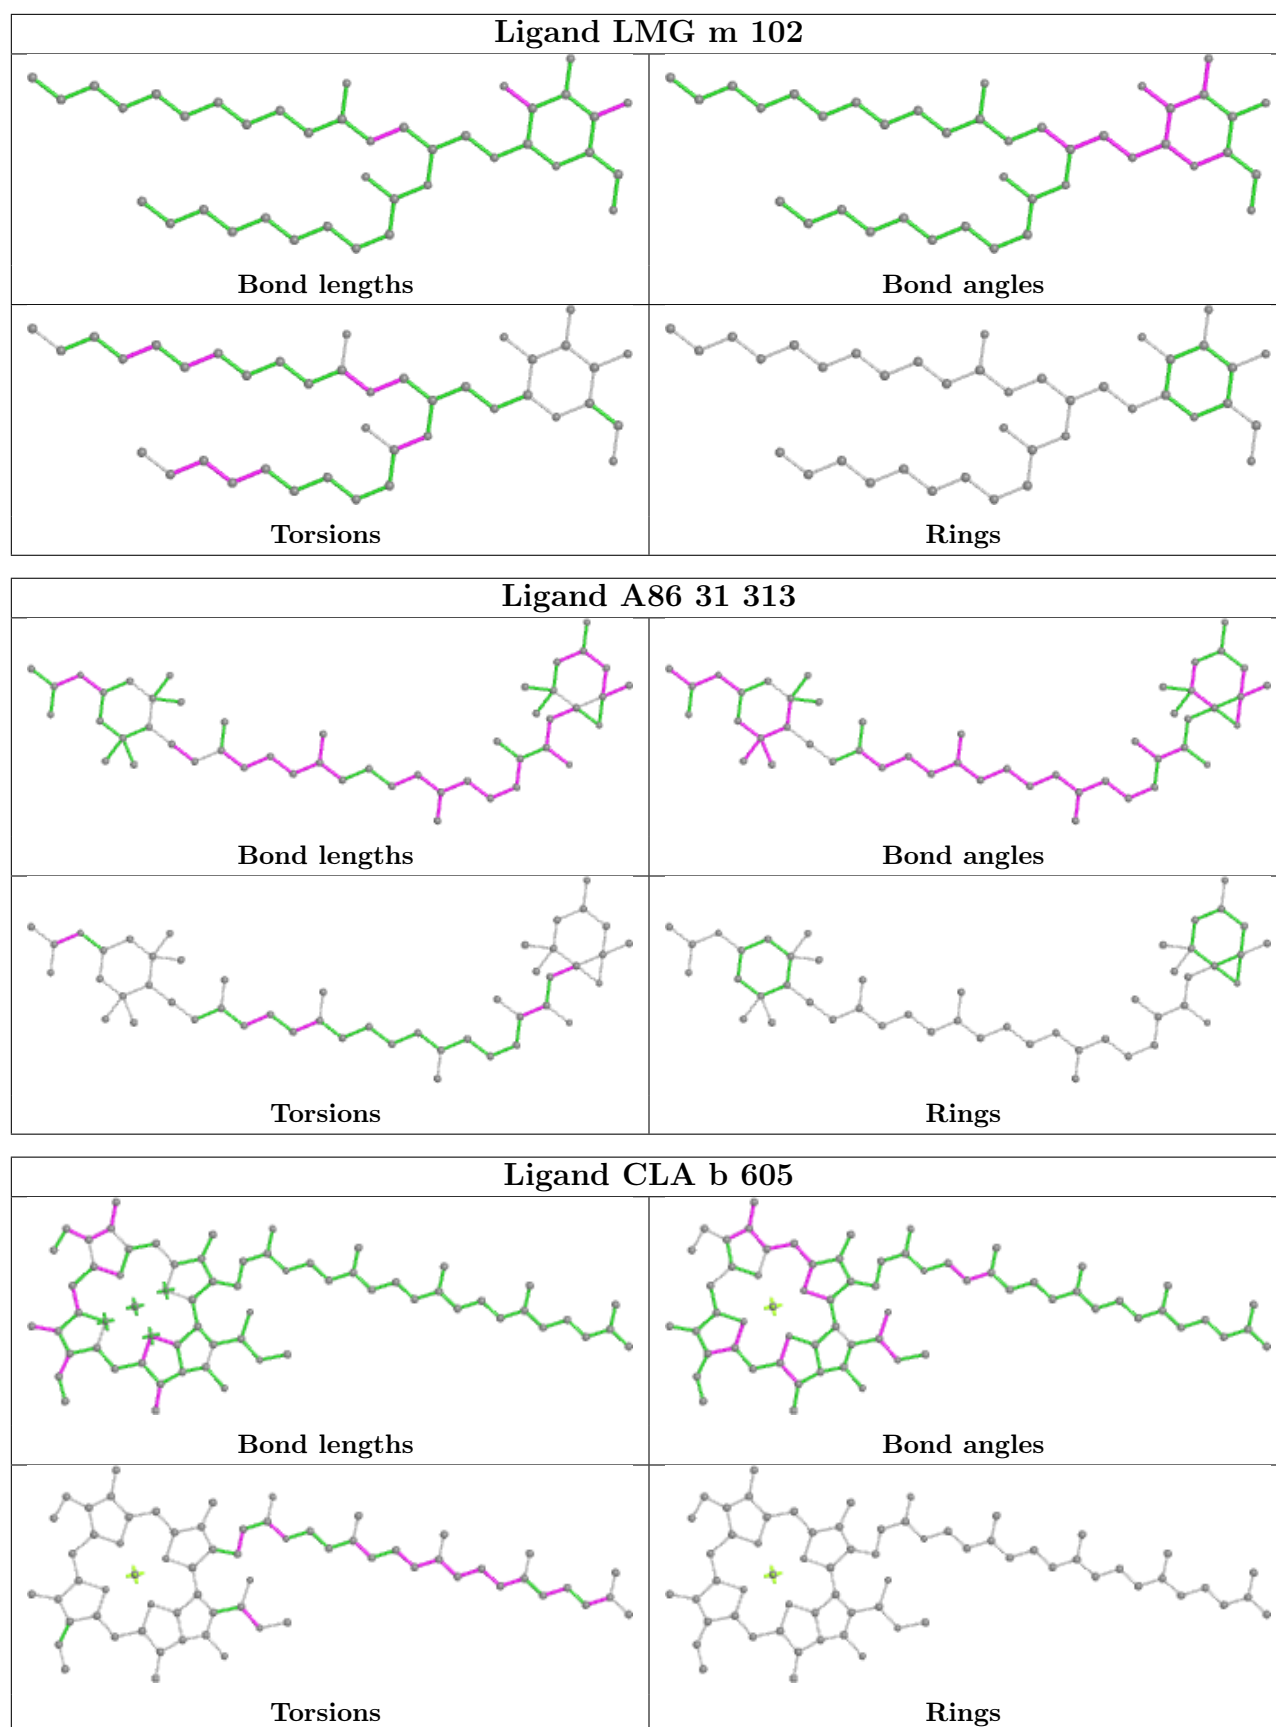 Ligand LMG m 102
Bond lengths
Bond angles
Torsions
Rings
Ligand A86 31 313
Bond lengths
Bond angles
Torsions
Rings
Ligand CLA b 605
Bond lengths
Bond angles
Torsions
Rings